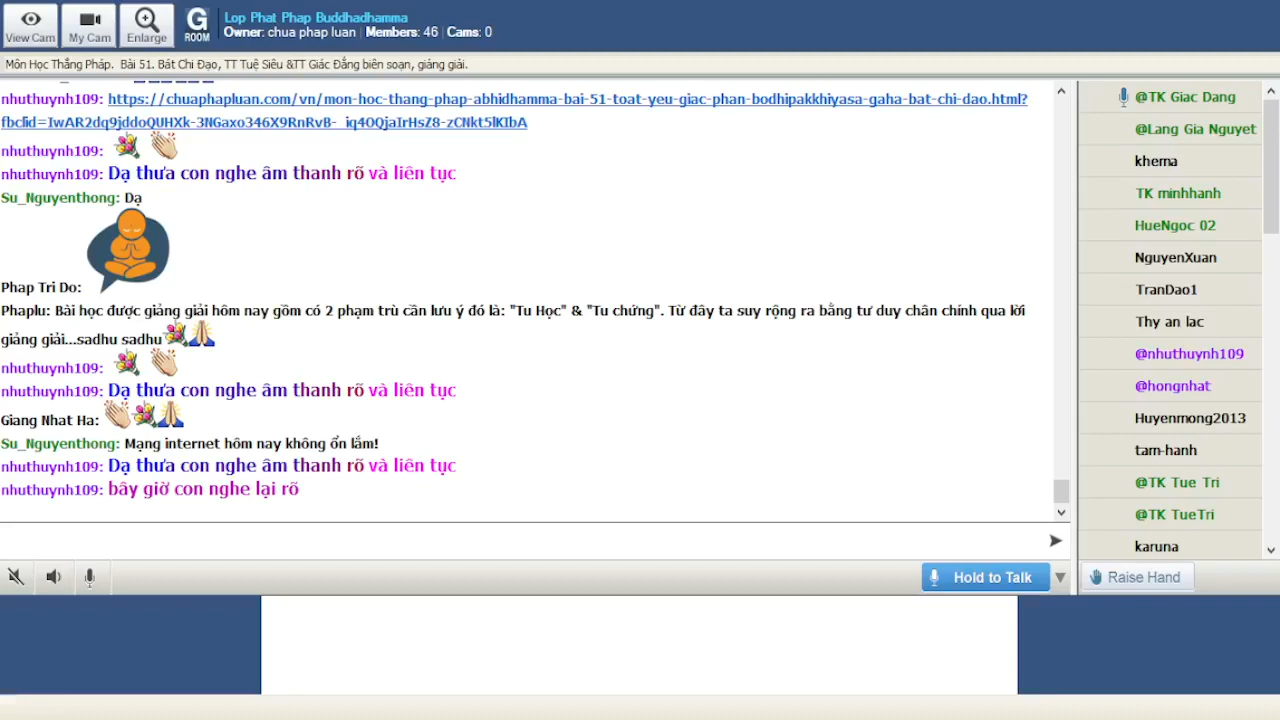 View Cam
My Cam
Enlarge
G
ROOM
Lop Phat Phap Buddhadhamma
Owner: chua phap luan | Members: 46 | Cams: 0
Môn Học Thắng Pháp. Bài 51. Bát Chi Đạo, TT Tuệ Siêu &TT Giác Đẳng biên soạn, giảng giải.
nhuthuynh109: https://chuaphapluan.com/vn/mon-hoc-thang-phap-abhidhamma-bai-51-toat-yeu-giac-phan-bodhipakkhiyasa-gaha-bat-chi-dao.html?
fbclid=IwAR2dq9jddoQUHXk-3NGaxo346X9RnRvB-_iq4OQjaIrHsZ8-zCNkt5lKIbA
nhuthuynh109:
nhuthuynh109: Dạ thưa con nghe âm thanh rõ và liên tục
Su_Nguyenthong: Dạ
Phap Tri Do:
Phaplu: Bài học được giảng giải hôm nay gồm có 2 phạm trù cần lưu ý đó là: "Tu Học" & "Tu chứng". Từ đây ta suy rộng ra bằng tư duy chân chính qua lời
giảng giải...sadhu sadhu
nhuthuynh109:
nhuthuynh109: Dạ thưa con nghe âm thanh rõ và liên tục
Giang Nhat Ha:
Su_Nguyenthong: Mạng internet hôm nay không ổn lắm!
nhuthuynh109: Dạ thưa con nghe âm thanh rõ và liên tục
nhuthuynh109: bây giờ con nghe lại rõ
Hold to Talk
@TK Giac Dang
@Lang Gia Nguyet
khema
TK minhhanh
HueNgoc 02
NguyenXuan
TranDao1
Thy an lac
@nhuthuynh109
@hongnhat
Huyenmong2013
tam-hanh
@TK Tue Tri
@TK TueTri
karuna
Raise Hand